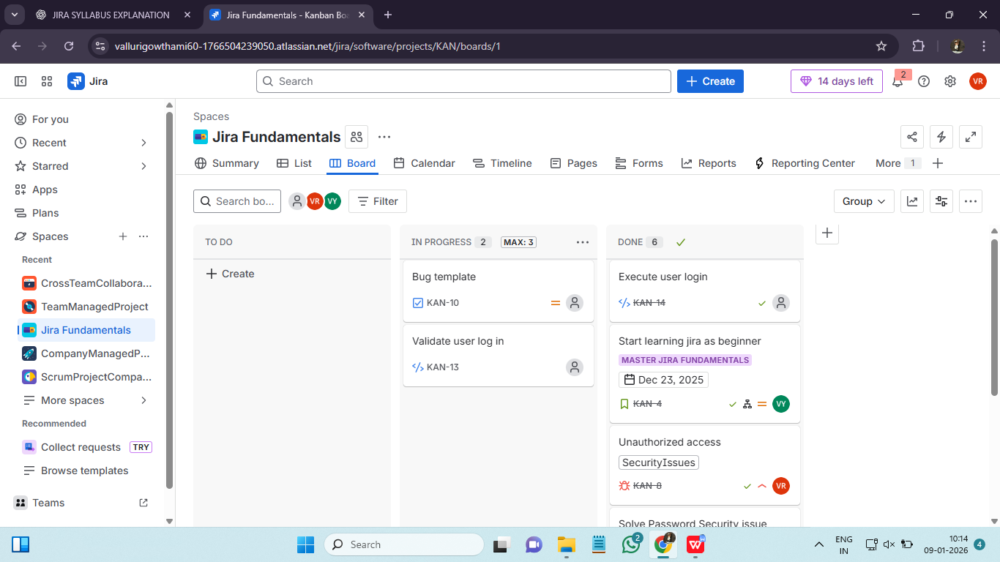 JIRA SYLLABUS EXPLANATION
Jira Fundamentals - Kanban Boa
vallurigowthami60-1766504239050.atlassian.net/jira/software/projects/KAN/boards/1
Jira
Search
Create
14 days left
2
VR
For you
Recent
Starred
Apps
Plans
Spaces
Recent
CrossTeamCollabora...
TeamManagedProject
Jira Fundamentals
CompanyManagedP...
ScrumProjectCompa...
More spaces
Recommended
Collect requests TRY
Browse templates
Teams
Spaces
Jira Fundamentals
Summary List Board Calendar Timeline Pages Forms Reports Reporting Center More 1
Search bo... VR VY Filter Group
TO DO
Create
IN PROGRESS 2 MAX: 3
Bug template
KAN-10
Validate user log in
KAN-13
DONE 6
Execute user login
KAN-14
Start learning jira as beginner
MASTER JIRA FUNDAMENTALS
Dec 23, 2025
KAN-4 VY
Unauthorized access
SecurityIssues
KAN-8 VR
Solve Password Security issue
Search
2
ENG
IN
10:14
09-01-2026
4